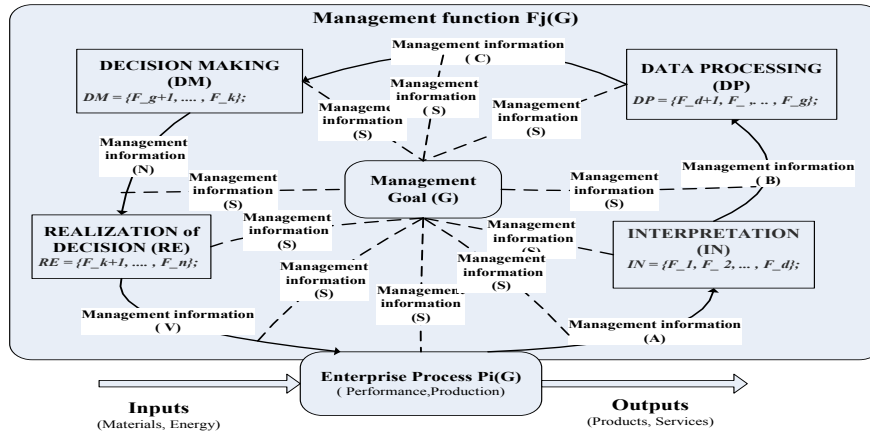 Management function Fj(G)
DECISION MAKING
(DM)
DM = {F_g+1, .... , F_k};
Management information
( C)
DATA PROCESSING
(DP)
DP = {F_d+1, F_ ,. .. , F_g};
Management
information
( S)
Management
information
(S)
Management
information
(S)
Management
information
(N)
Management
information
(S)
Management
Goal (G)
Management
information
(S)
Management information
( B)
REALIZATION of
DECISION (RE)
RE = {F_k+1, .... , F_n};
Management
information
(S)
Management
information
(S)
INTERPRETATION
(IN)
IN = {F_1, F_ 2, ... , F_d};
Management
information
(S)
Management
information
(S)
Management
information
(S)
Management information
( V)
Management information
(A)
Enterprise Process Pi(G)
( Performance,Production)
Inputs
(Materials, Energy)
Outputs
(Products, Services)